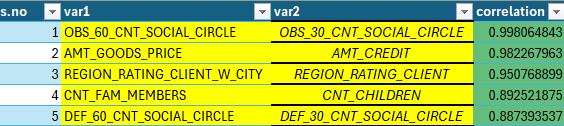 s.no var1 var2 correlation
1 OBS_60_CNT_SOCIAL_CIRCLE OBS_30_CNT_SOCIAL_CIRCLE 0.998064843
2 AMT_GOODS_PRICE AMT_CREDIT 0.982267963
3 REGION_RATING_CLIENT_W_CITY REGION_RATING_CLIENT 0.950768899
4 CNT_FAM_MEMBERS CNT_CHILDREN 0.892521875
5 DEF_60_CNT_SOCIAL_CIRCLE DEF_30_CNT_SOCIAL_CIRCLE 0.887393537